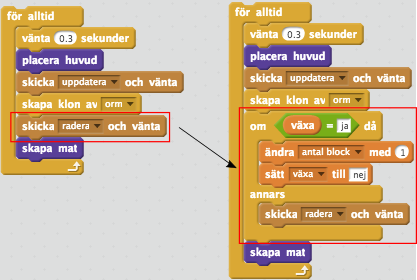 för alltid
vänta 0.3 sekunder
placera huvud
skicka uppdatera och vänta
skapa klon av orm
skicka radera och vänta
skapa mat
för alltid
vänta 0.3 sekunder
placera huvud
skicka uppdatera och vänta
skapa klon av orm
om växa = ja då
ändra antal block med 1
sätt växa till nej
annars
skicka radera och vänta
skapa mat